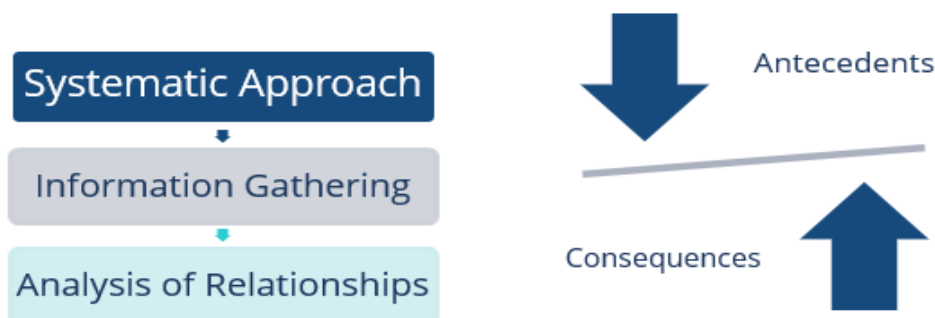 Systematic Approach
Information Gathering
Analysis of Relationships
Antecedents
Consequences